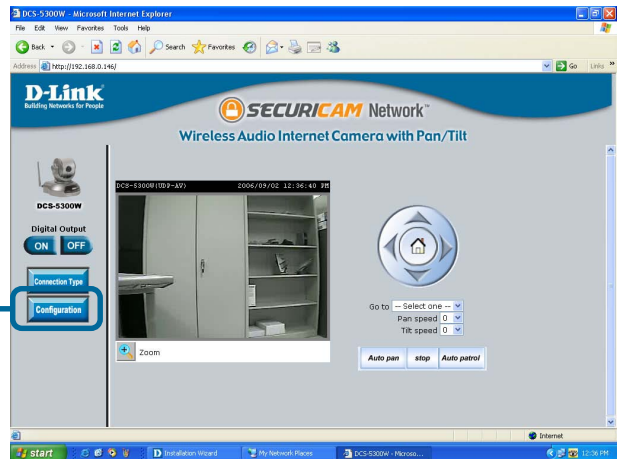 DCS-5300W - Microsoft Internet Explorer
File Edit View Favorites Tools Help
Back Search Favorites
Address http://192.168.0.146/ Go Links »
D-Link
Building Networks for People
SECURICAM Network™
Wireless Audio Internet Camera with Pan/Tilt
DCS-5300W(UDP-AV) 2006/09/02 12:36:40 PM
DCS-5300W
Digital Output
ON OFF
Connection Type
Configuration
Go to -- Select one --
Pan speed 0
Tilt speed 0
Zoom
Auto pan stop Auto patrol
Internet
start Installation Wizard My Network Places DCS-5300W - Microso... 12:36 PM